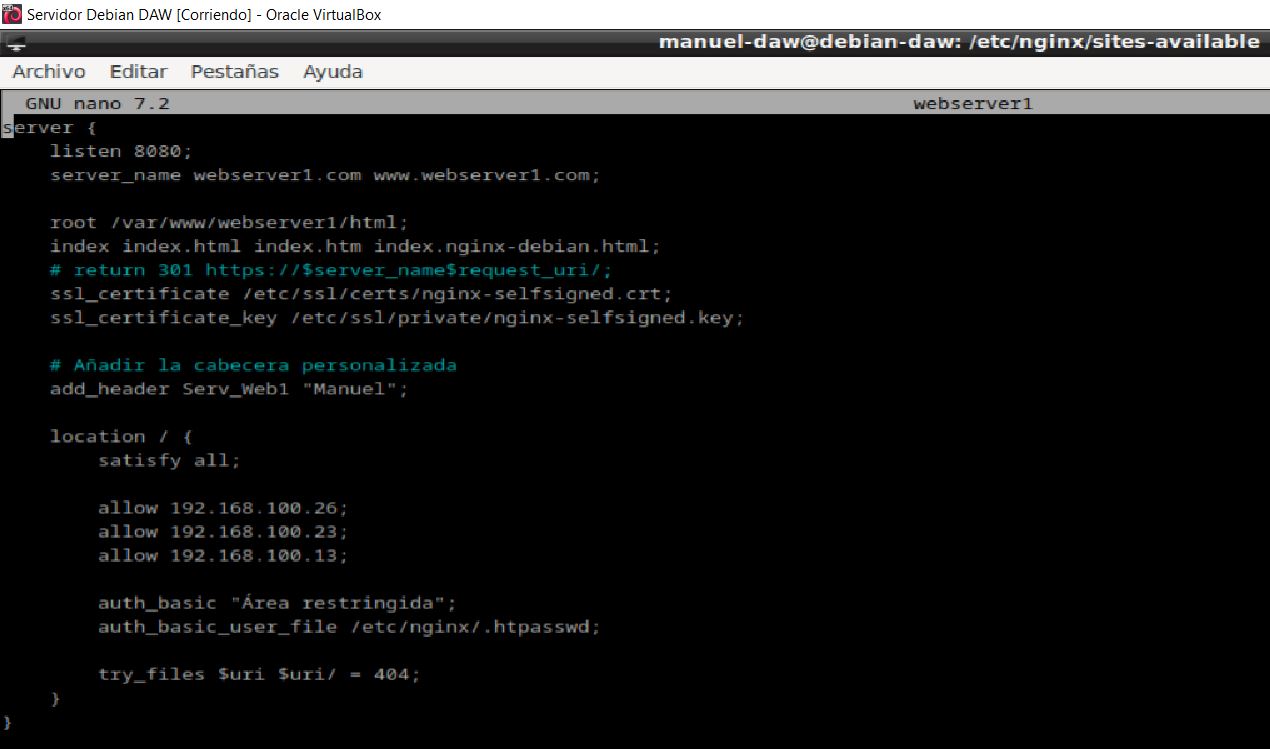 Servidor Debian DAW [Corriendo] - Oracle VirtualBox
manuel-daw@debian-daw: /etc/nginx/sites-available
Archivo Editar Pestañas Ayuda
GNU nano 7.2 webserver1
server {
    listen 8080;
    server_name webserver1.com www.webserver1.com;

    root /var/www/webserver1/html;
    index index.html index.htm index.nginx-debian.html;
    # return 301 https://$server_name$request_uri/;
    ssl_certificate /etc/ssl/certs/nginx-selfsigned.crt;
    ssl_certificate_key /etc/ssl/private/nginx-selfsigned.key;

    # Añadir la cabecera personalizada
    add_header Serv_Web1 "Manuel";

    location / {
        satisfy all;

        allow 192.168.100.26;
        allow 192.168.100.23;
        allow 192.168.100.13;

        auth_basic "Área restringida";
        auth_basic_user_file /etc/nginx/.htpasswd;

        try_files $uri $uri/ = 404;
    }
}